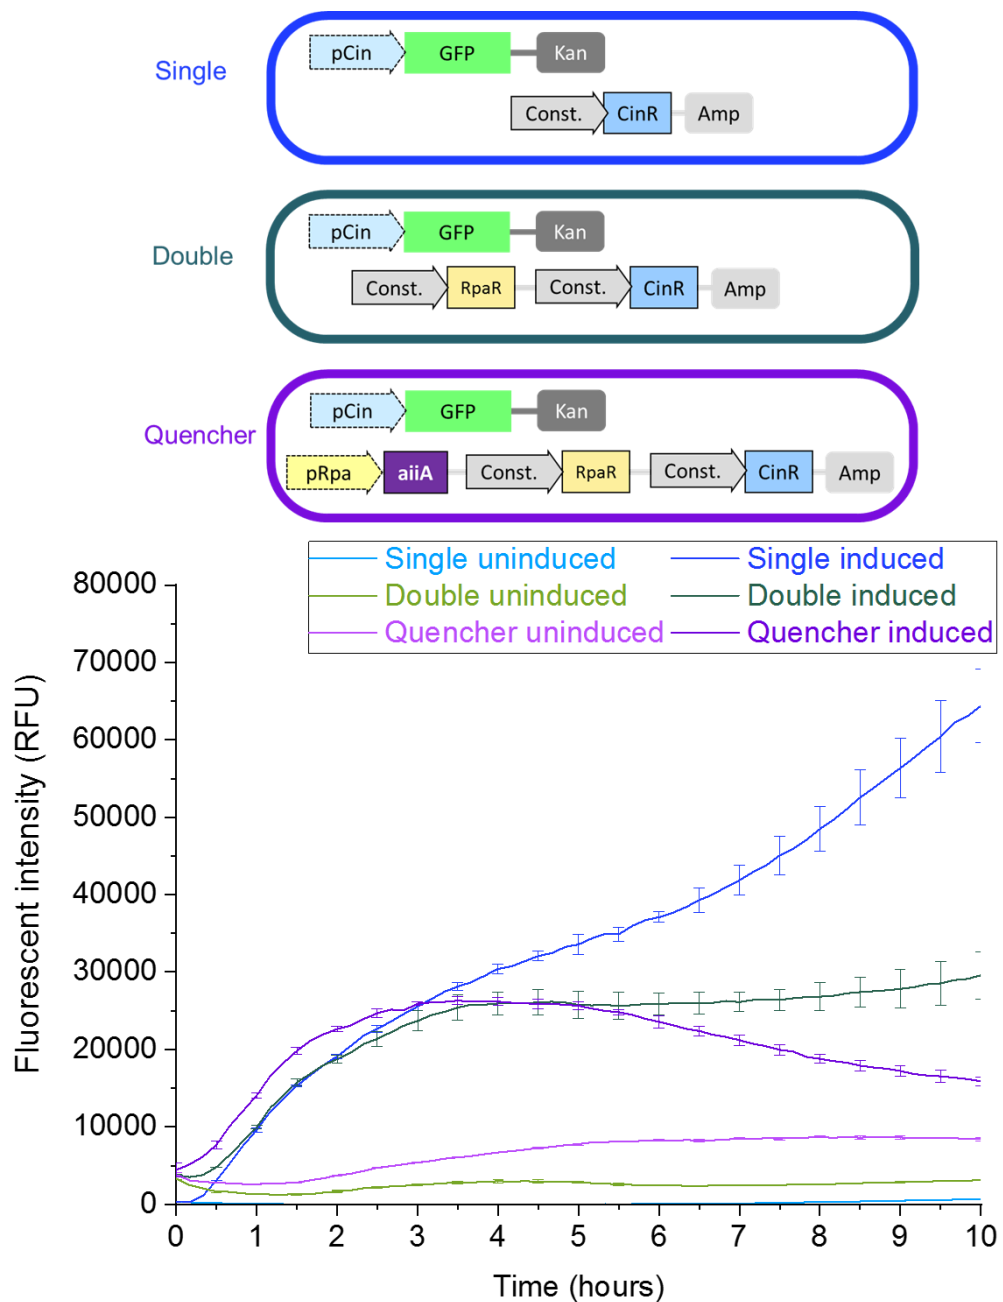 Single
pCin GFP Kan
Const. CinR Amp
Double
pCin GFP Kan
Const. RpaR Const. CinR Amp
Quencher
pCin GFP Kan
pRpa aiiA Const. RpaR Const. CinR Amp
Single uninduced Single induced
Double uninduced Double induced
Quencher uninduced Quencher induced
Fluorescent intensity (RFU)
80000
70000
60000
50000
40000
30000
20000
10000
0
0 1 2 3 4 5 6 7 8 9 10
Time (hours)